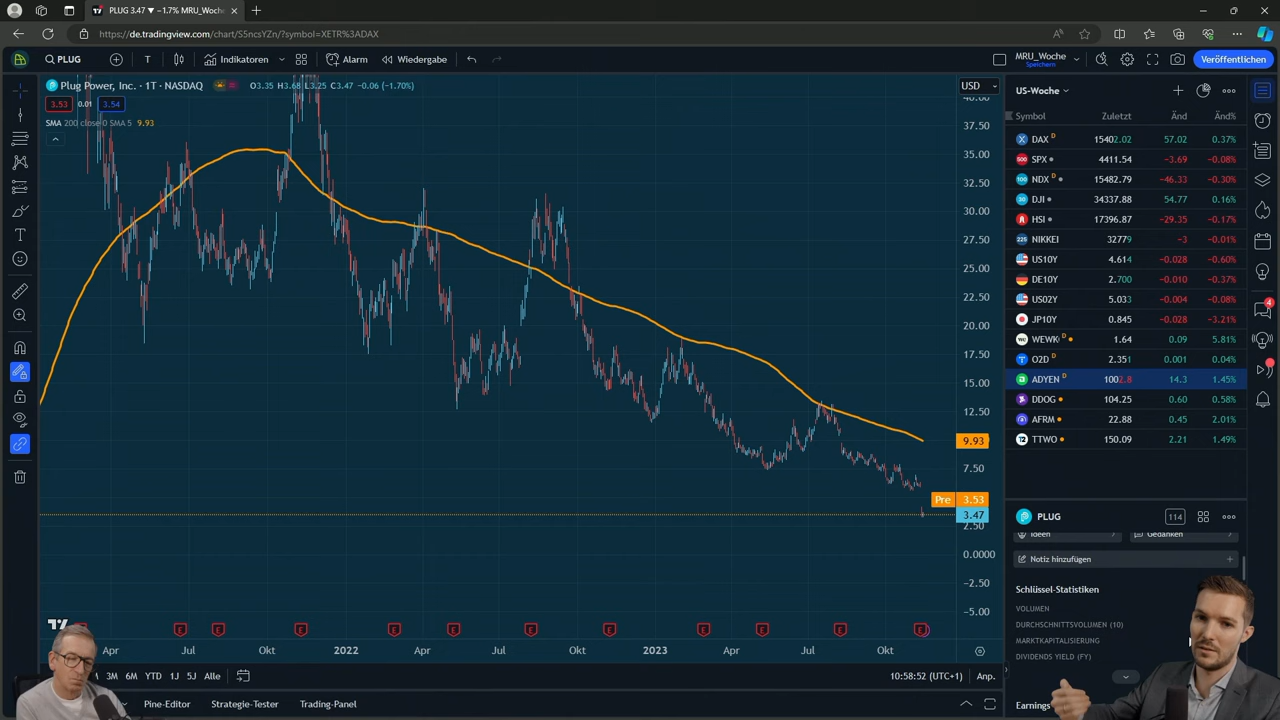 PLUG 3.47 ▼ −1.7% MRU_Woche
https://de.tradingview.com/chart/S5ncsYZn/?symbol=XETR%3ADAX
PLUG
T
Indikatoren
Alarm
Wiedergabe
MRU_Woche
Speichern
Veröffentlichen
Plug Power, Inc. · 1T · NASDAQ
O3.35 H3.68 L3.25 C3.47 −0.06 (−1.70%)
3.53 0.01 3.54
SMA 200 close 0 SMA 5 9.93
USD
40.00
37.50
35.00
32.50
30.00
27.50
25.00
22.50
20.00
17.50
15.00
12.50
9.93
7.50
Pre 3.53
3.47
2.50
0.0000
−2.50
−5.00
E E E E E E E E E E E
Apr Jul Okt 2022 Apr Jul Okt 2023 Apr Jul Okt
3M 6M YTD 1J 5J Alle
10:58:52 (UTC+1) Anp.
Pine-Editor Strategie-Tester Trading-Panel
US-Woche
Symbol Zuletzt Änd Änd%
DAX D 15402.02 57.02 0.37%
SPX 4411.54 −3.69 −0.08%
NDX D 15482.79 −46.33 −0.30%
DJI 34337.88 54.77 0.16%
HSI 17396.87 −29.35 −0.17%
NIKKEI 32779 −3 −0.01%
US10Y 4.614 −0.028 −0.60%
DE10Y 2.700 −0.010 −0.37%
US02Y 5.033 −0.004 −0.08%
JP10Y 0.845 −0.028 −3.21%
WEWK D 1.64 0.09 5.81%
O2D D 2.351 0.001 0.04%
ADYEN D 1002.8 14.3 1.45%
DDOG 104.25 0.60 0.58%
AFRM 22.88 0.45 2.01%
TTWO 150.09 2.21 1.49%
PLUG
114
Ideen Gedanken
Notiz hinzufügen
Schlüssel-Statistiken
VOLUMEN
DURCHSCHNITTSVOLUMEN (10)
MARKTKAPITALISIERUNG
DIVIDENDS YIELD (FY)
Earnings
4